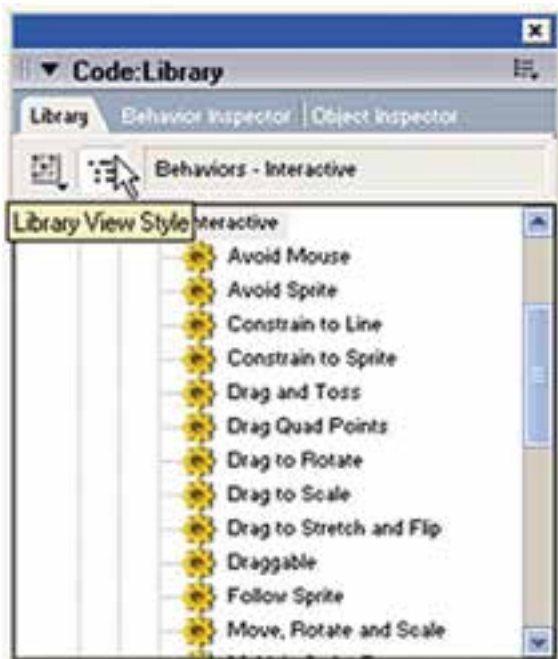 Code:Library
Library Behavior Inspector Object Inspector
Behaviors - Interactive
Library View Style
Interactive
Avoid Mouse
Avoid Sprite
Constrain to Line
Constrain to Sprite
Drag and Toss
Drag Quad Points
Drag to Rotate
Drag to Scale
Drag to Stretch and Flip
Draggable
Follow Sprite
Move, Rotate and Scale